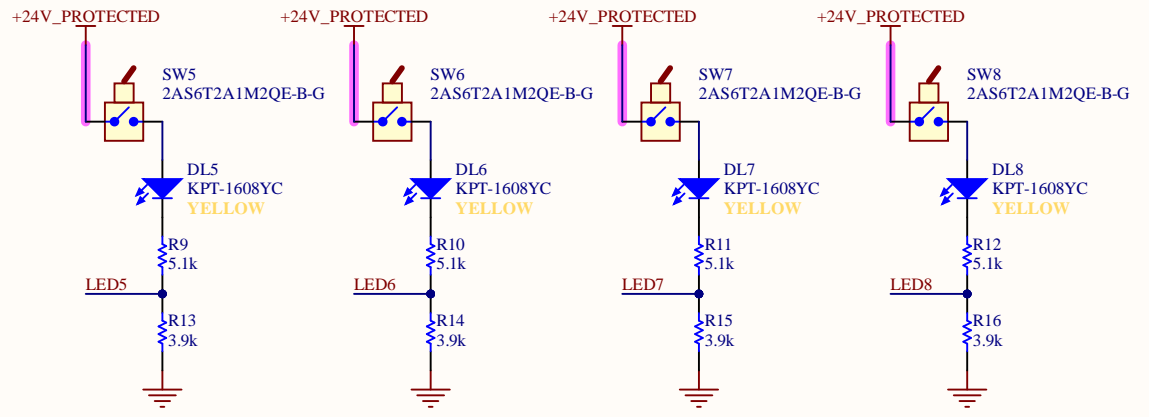 +24V_PROTECTED
SW5
2AS6T2A1M2QE-B-G
DL5
KPT-1608YC
YELLOW
R9
5.1k
LED5
R13
3.9k
+24V_PROTECTED
SW6
2AS6T2A1M2QE-B-G
DL6
KPT-1608YC
YELLOW
R10
5.1k
LED6
R14
3.9k
+24V_PROTECTED
SW7
2AS6T2A1M2QE-B-G
DL7
KPT-1608YC
YELLOW
R11
5.1k
LED7
R15
3.9k
+24V_PROTECTED
SW8
2AS6T2A1M2QE-B-G
DL8
KPT-1608YC
YELLOW
R12
5.1k
LED8
R16
3.9k